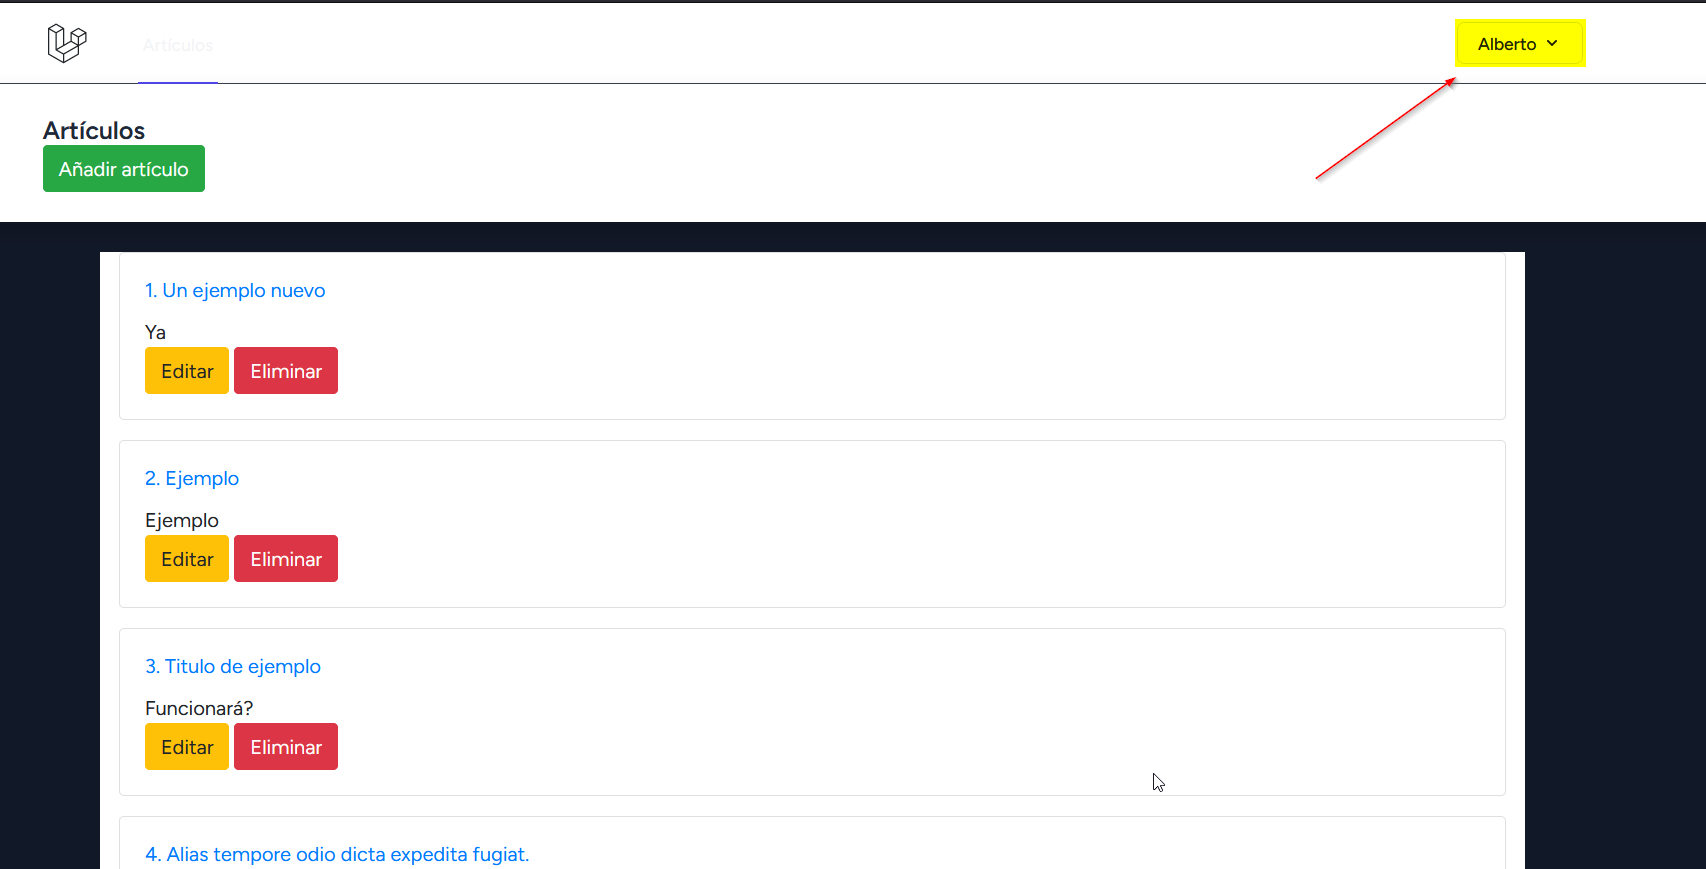 Artículos
Alberto
Artículos
Añadir artículo
1. Un ejemplo nuevo
Ya
Editar Eliminar
2. Ejemplo
Ejemplo
Editar Eliminar
3. Titulo de ejemplo
Funcionará?
Editar Eliminar
4. Alias tempore odio dicta expedita fugiat.